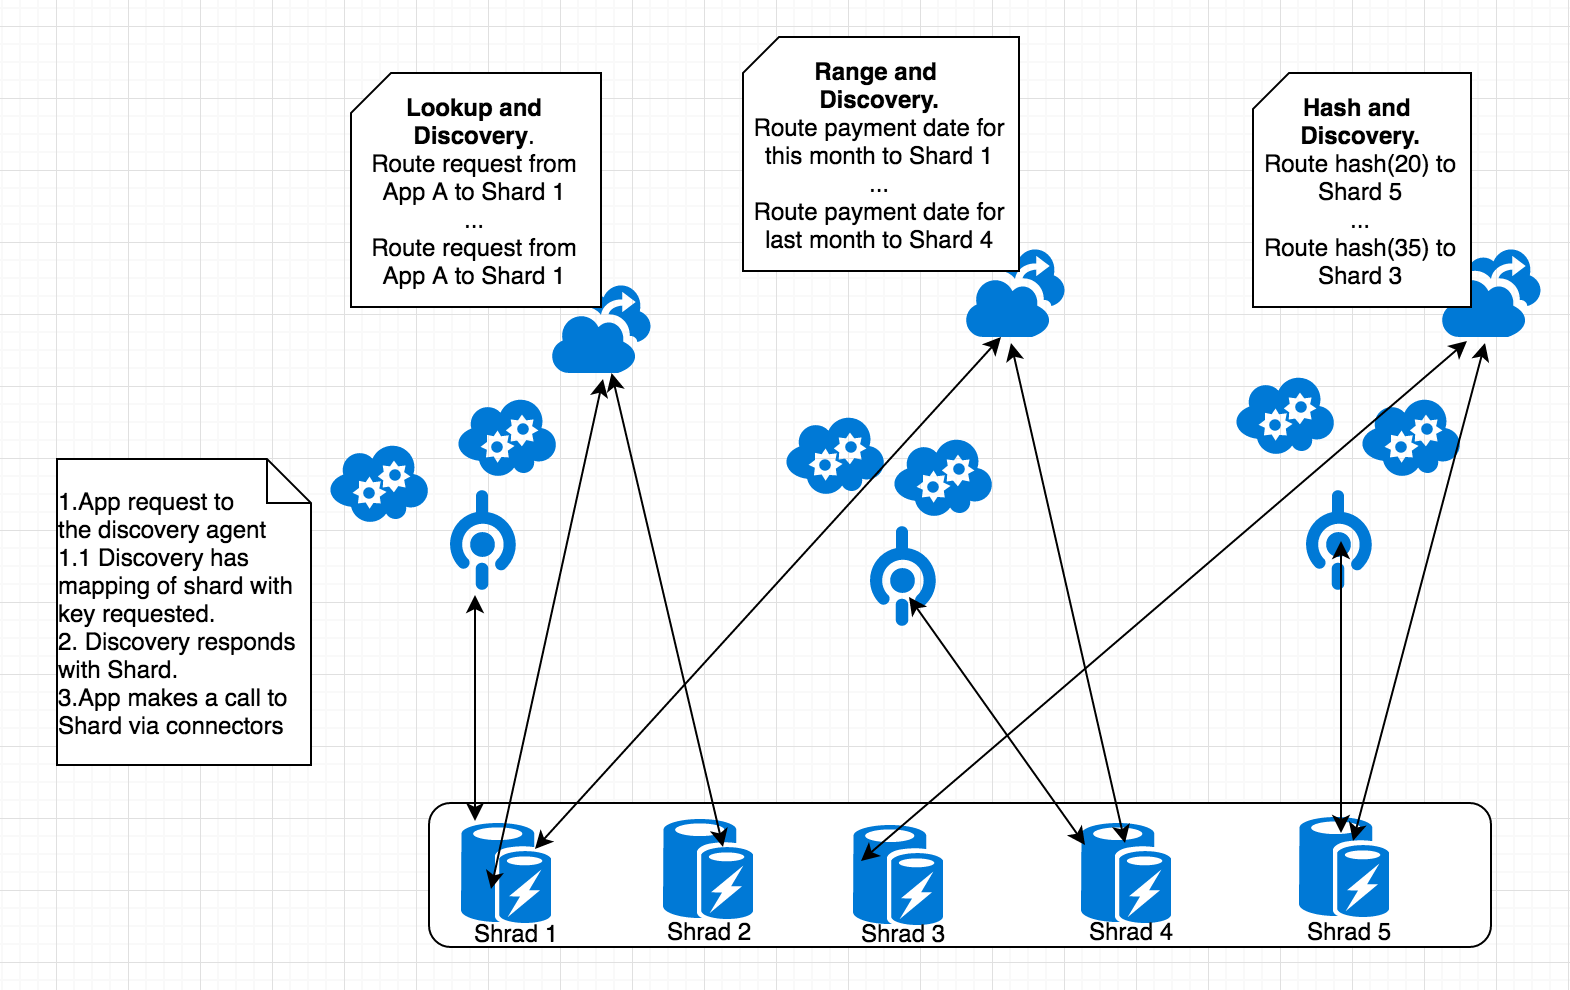 Lookup and
Discovery.
Route request from
App A to Shard 1
...
Route request from
App A to Shard 1
Range and
Discovery.
Route payment date for
this month to Shard 1
...
Route payment date for
last month to Shard 4
Hash and
Discovery.
Route hash(20) to
Shard 5
...
Route hash(35) to
Shard 3
1.App request to
the discovery agent
1.1 Discovery has
mapping of shard with
key requested.
2. Discovery responds
with Shard.
3.App makes a call to
Shard via connectors
Shrad 1
Shrad 2
Shrad 3
Shrad 4
Shrad 5